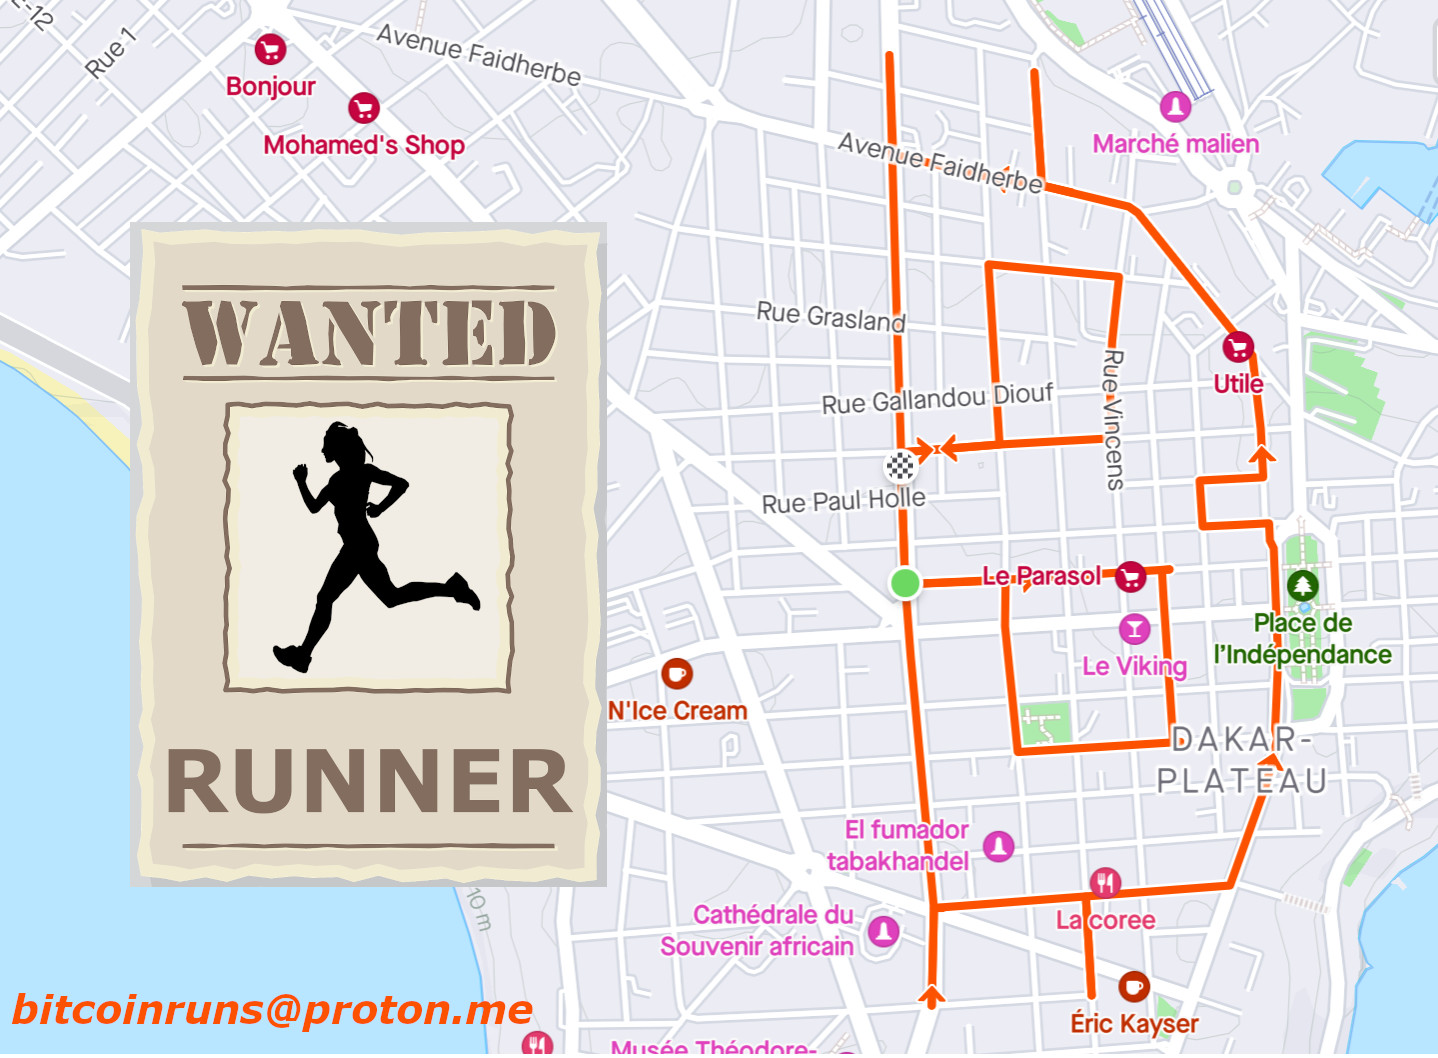 E-12
Rue 1
Avenue Faidherbe
Bonjour
Mohamed's Shop
Marché malien
Avenue Faidherbe
WANTED
Rue Grasland
Rue Gallandou Diouf
Rue Vincens
Utile
Rue Paul Holle
Le Parasol
Place de
l'Indépendance
Le Viking
N'Ice Cream
DAKAR-
PLATEAU
RUNNER
El fumador
tabakhandel
La coree
Cathédrale du
Souvenir africain
10 m
bitcoinruns@proton.me
Éric Kayser
Musée Théodore-